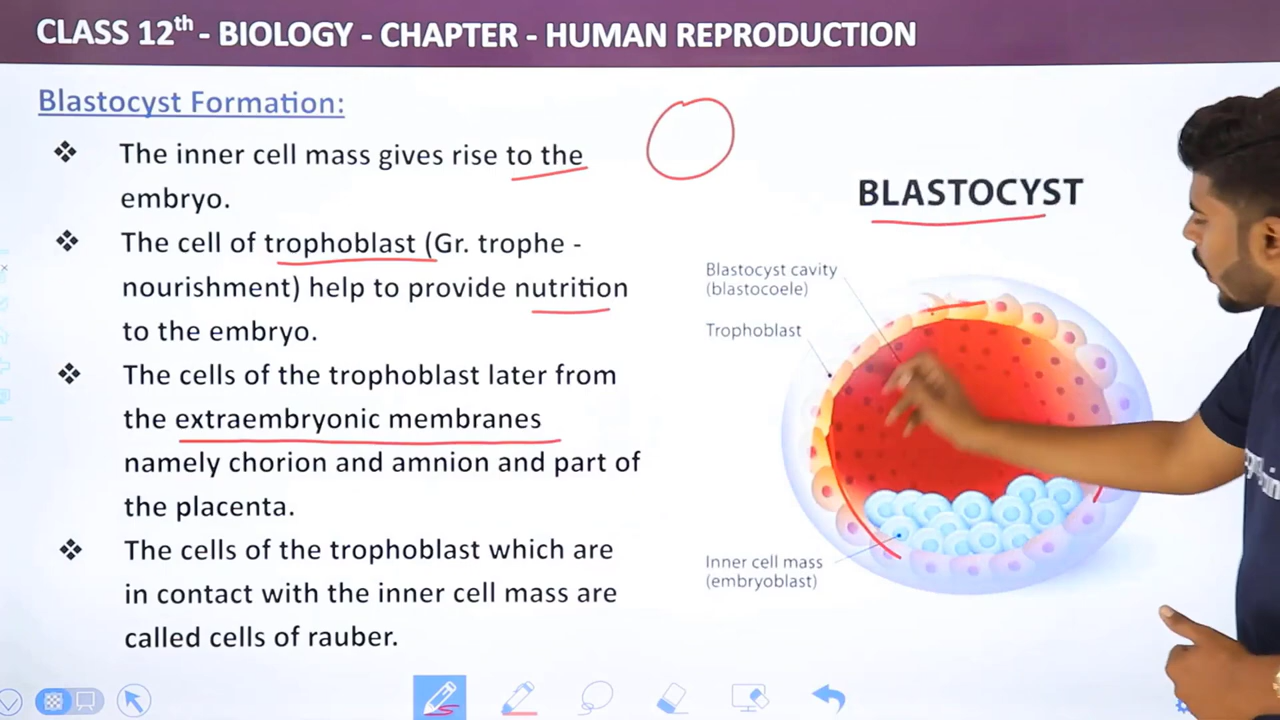 CLASS 12th - BIOLOGY - CHAPTER - HUMAN REPRODUCTION
Blastocyst Formation:
❖ The inner cell mass gives rise to the
embryo.
❖ The cell of trophoblast (Gr. trophe -
nourishment) help to provide nutrition
to the embryo.
❖ The cells of the trophoblast later from
the extraembryonic membranes
namely chorion and amnion and part of
the placenta.
❖ The cells of the trophoblast which are
in contact with the inner cell mass are
called cells of rauber.
BLASTOCYST
Blastocyst cavity
(blastocoele)
Trophoblast
Inner cell mass
(embryoblast)